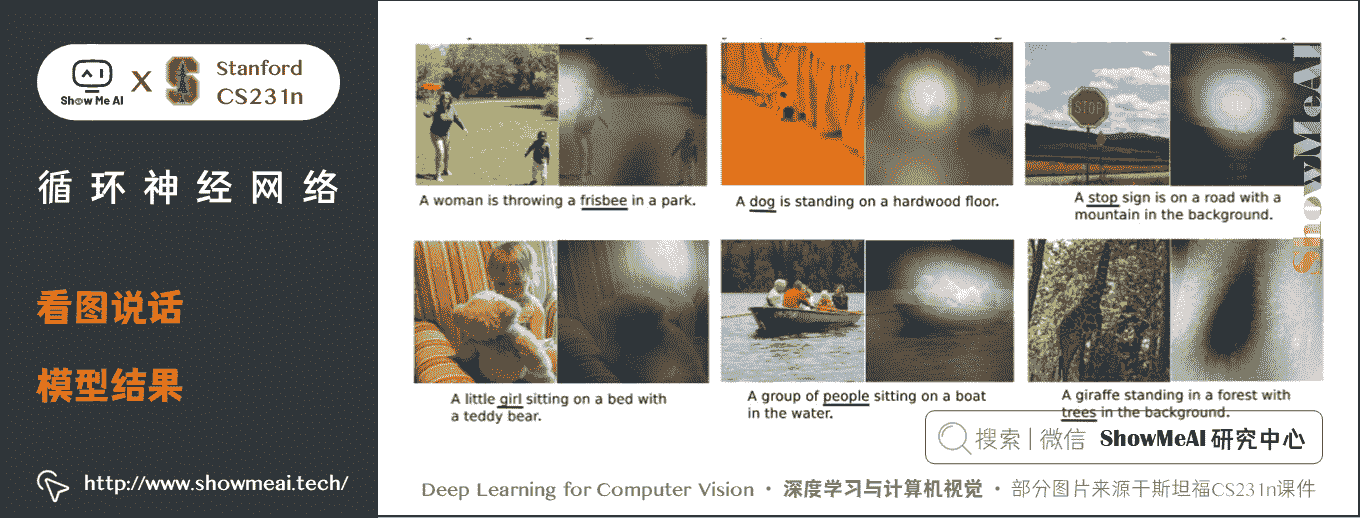 Show Me AI
X
Stanford
CS231n
循环神经网络
看图说话
模型结果
http://www.showmeai.tech/
A woman is throwing a frisbee in a park.
A dog is standing on a hardwood floor.
STOP
A stop sign is on a road with a
mountain in the background.
A little girl sitting on a bed with
a teddy bear.
A group of people sitting on a boat
in the water.
A giraffe standing in a forest with
trees in the background.
ShowMeAI
搜索 | 微信 ShowMeAI 研究中心
Deep Learning for Computer Vision · 深度学习与计算机视觉 · 部分图片来源于斯坦福CS231n课件